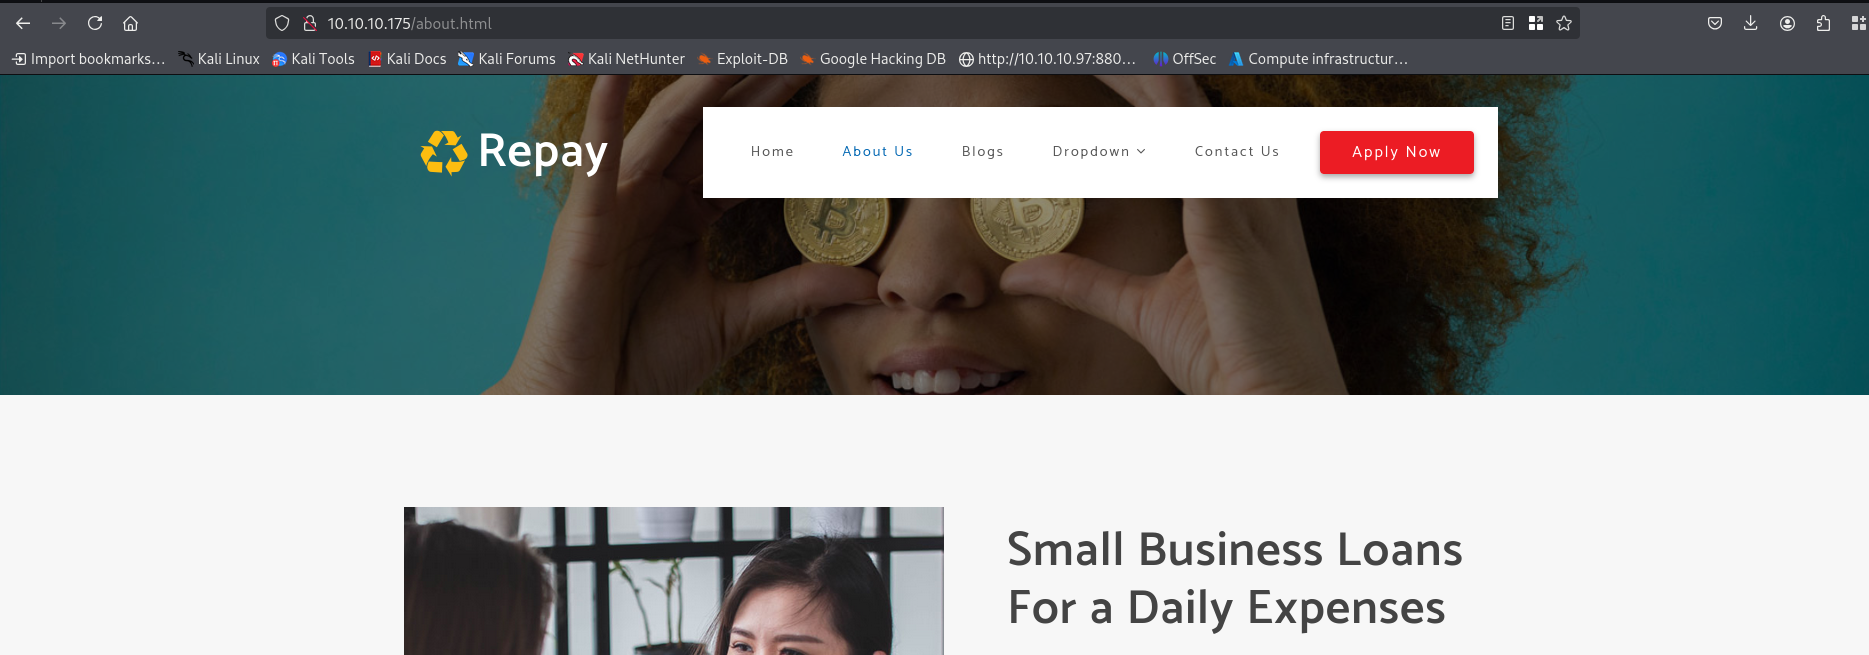 10.10.10.175/about.html
Import bookmarks... Kali Linux Kali Tools Kali Docs Kali Forums Kali NetHunter Exploit-DB Google Hacking DB http://10.10.10.97:880... OffSec Compute infrastructur...
Repay
Home About Us Blogs Dropdown Contact Us Apply Now
Small Business Loans
For a Daily Expenses